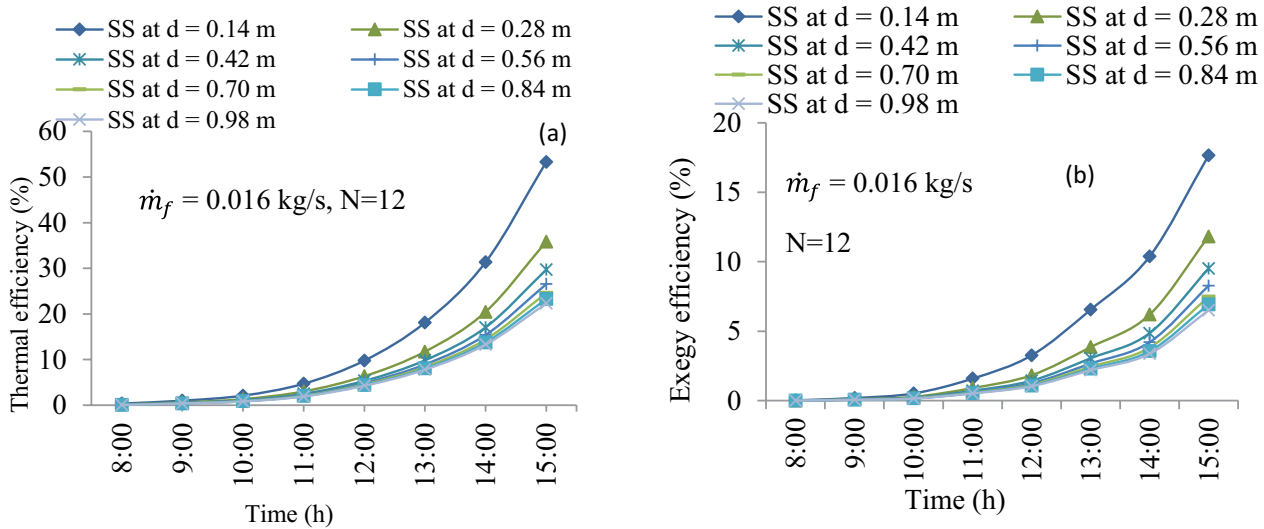 SS at d = 0.14 m SS at d = 0.28 m
SS at d = 0.42 m SS at d = 0.56 m
SS at d = 0.70 m SS at d = 0.84 m
SS at d = 0.98 m
60
50
40
30
20
10
0
Thermal efficiency (%)
(a)
ṁf = 0.016 kg/s, N=12
8:00
9:00
10:00
11:00
12:00
13:00
14:00
15:00
Time (h)
SS at d = 0.14 m SS at d = 0.28 m
SS at d = 0.42 m SS at d = 0.56 m
SS at d = 0.70 m SS at d = 0.84 m
SS at d = 0.98 m
20
15
10
5
0
Exegy efficiency (%)
(b)
ṁf = 0.016 kg/s
N=12
8:00
9:00
10:00
11:00
12:00
13:00
14:00
15:00
Time (h)